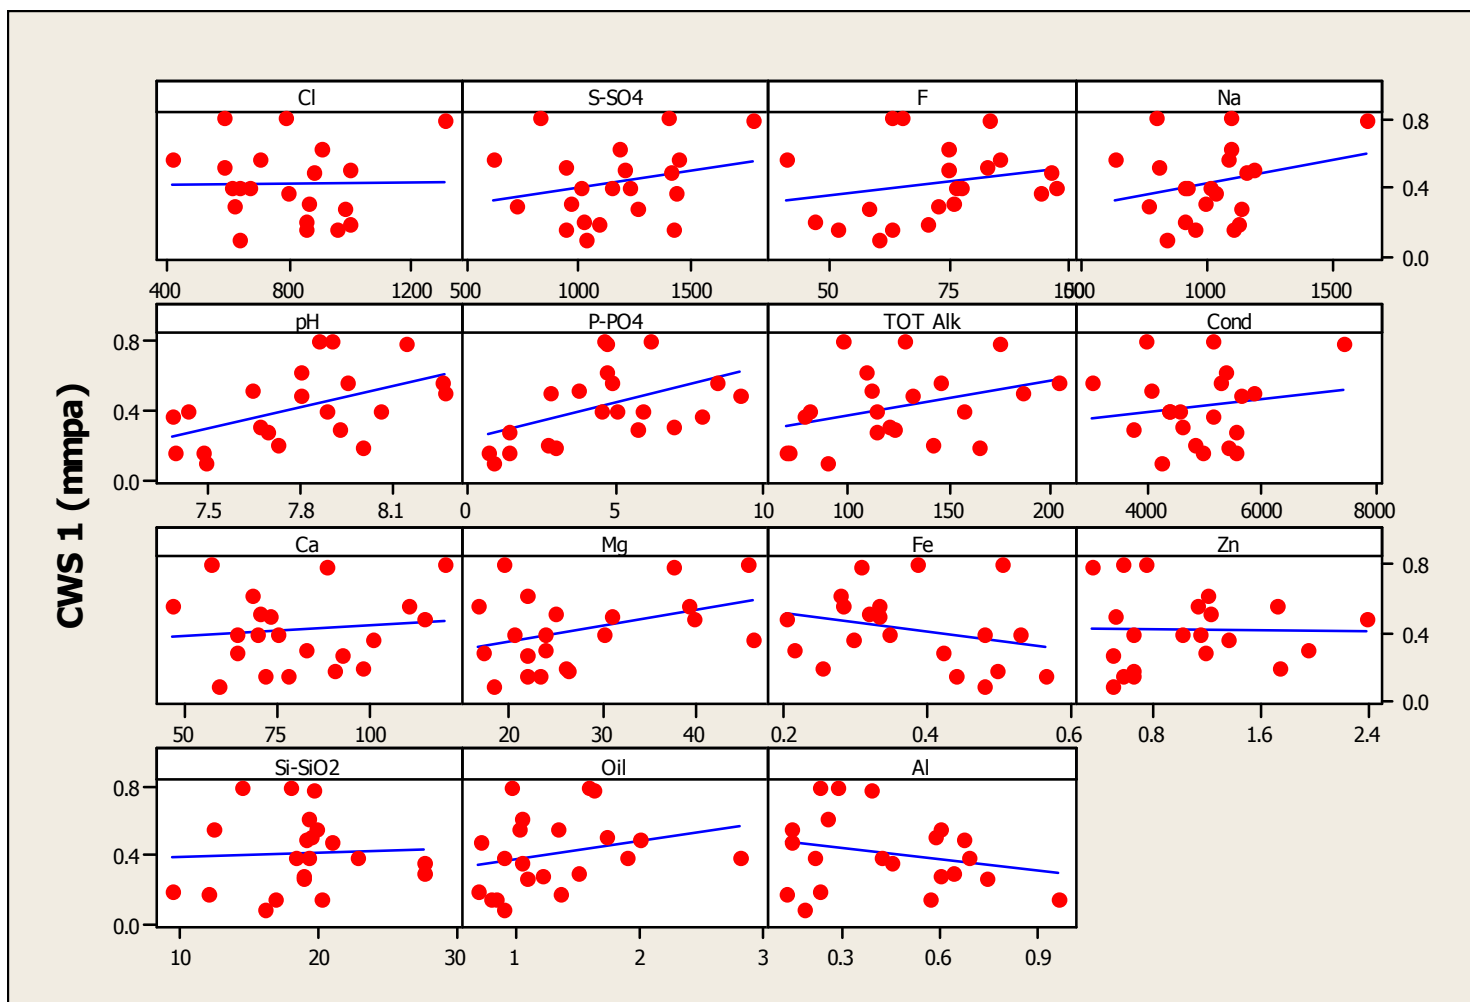 Cl S-SO4 F Na
0.8
0.4
0.0
400 800 1200 500 1000 1500 50 75 100 500 1000 1500
pH P-PO4 TOT Alk Cond
0.8
0.4
0.0
7.5 7.8 8.1 0 5 10 100 150 200 4000 6000 8000
CWS 1 (mmpa)
Ca Mg Fe Zn
0.8
0.4
0.0
50 75 100 20 30 40 0.2 0.4 0.6 0.8 1.6 2.4
Si-SiO2 Oil Al
0.8
0.4
0.0
10 20 30 1 2 3 0.3 0.6 0.9